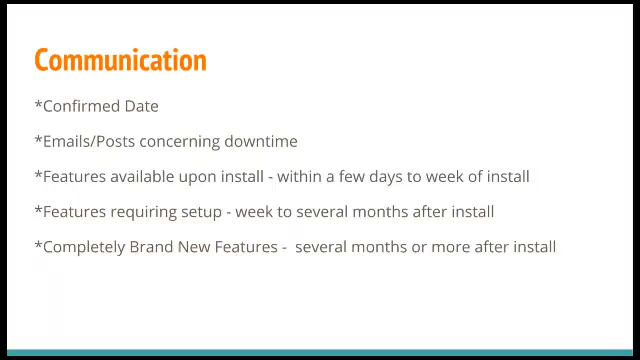 Communication
*Confirmed Date
*Emails/Posts concerning downtime
*Features available upon install - within a few days to week of install
*Features requiring setup - week to several months after install
*Completely Brand New Features -  several months or more after install